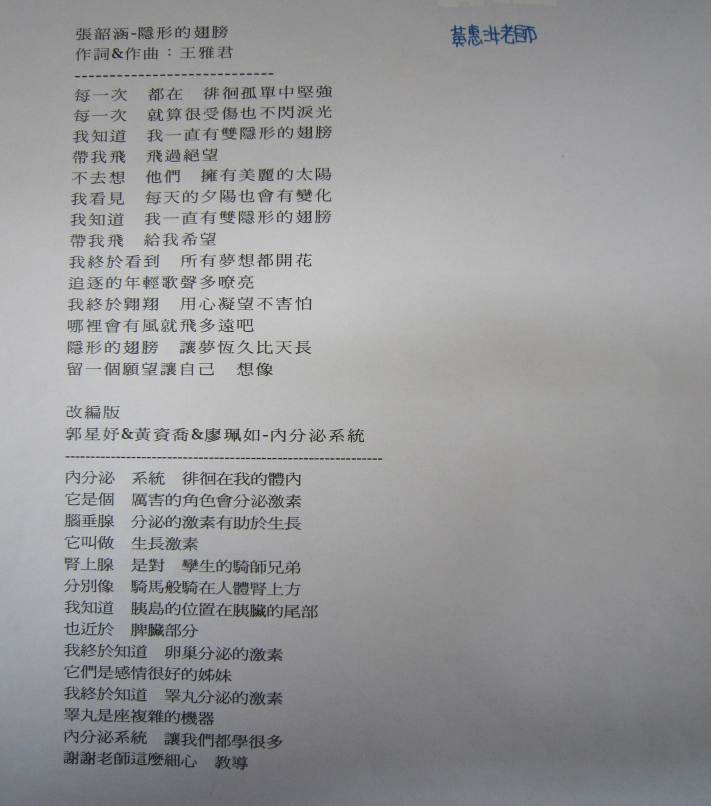 張韶涵-隱形的翅膀
黃惠 老師
作詞&作曲：王雅君
----------------------------
每一次　都在　徘徊孤單中堅強
每一次　就算很受傷也不閃淚光
我知道　我一直有雙隱形的翅膀
帶我飛　飛過絕望
不去想　他們　擁有美麗的太陽
我看見　每天的夕陽也會有變化
我知道　我一直有雙隱形的翅膀
帶我飛　給我希望
我終於看到　所有夢想都開花
追逐的年輕歌聲多嘹亮
我終於翱翔　用心凝望不害怕
哪裡會有風就飛多遠吧
隱形的翅膀　讓夢恆久比天長
留一個願望讓自己　想像
改編版
郭星妤&黃資喬&廖珮如-內分泌系統
----------------------------------------------------------------
內分泌　系統　徘徊在我的體內
它是個　厲害的角色會分泌激素
腦垂腺　分泌的激素有助於生長
它叫做　生長激素
腎上腺　是對　孿生的騎師兄弟
分別像　騎馬般騎在人體腎上方
我知道　胰島的位置在胰臟的尾部
也近於　脾臟部分
我終於知道　卵巢分泌的激素
它們是感情很好的姊妹
我終於知道　睪丸分泌的激素
睪丸是座複雜的機器
內分泌系統　讓我們都學很多
謝謝老師這麼細心　教導